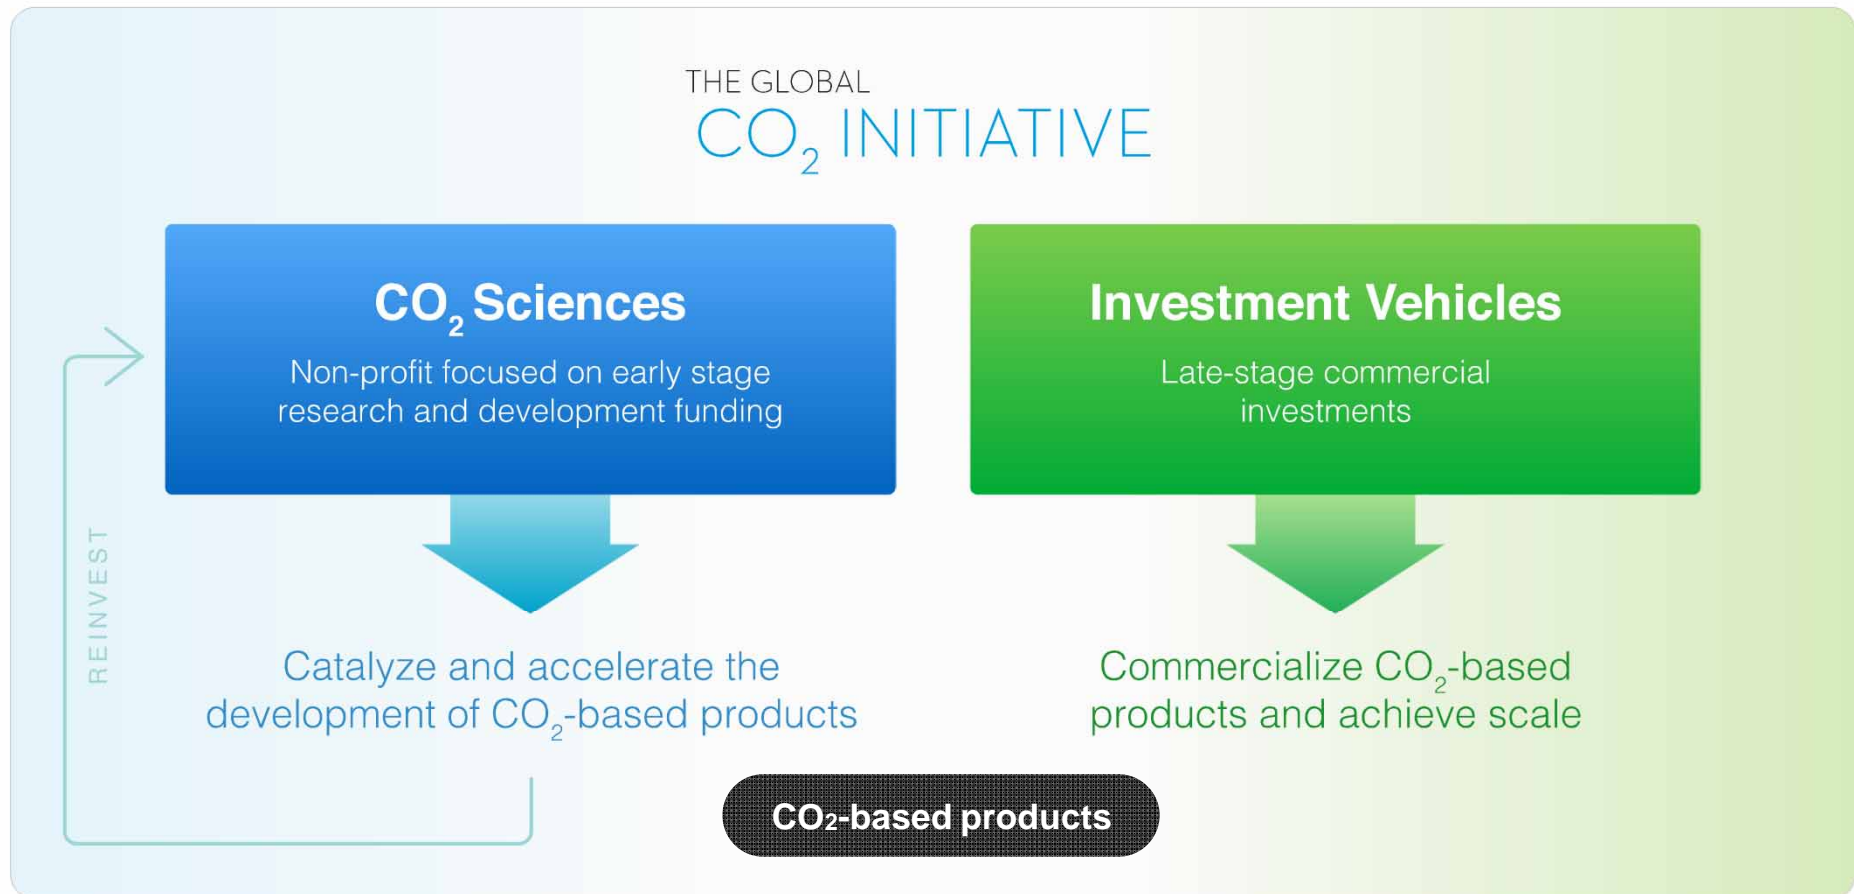 THE GLOBAL
CO₂ INITIATIVE
CO₂ Sciences
Non-profit focused on early stage
research and development funding
Investment Vehicles
Late-stage commercial
investments
REINVEST
Catalyze and accelerate the
development of CO₂-based products
Commercialize CO₂-based
products and achieve scale
CO₂-based products